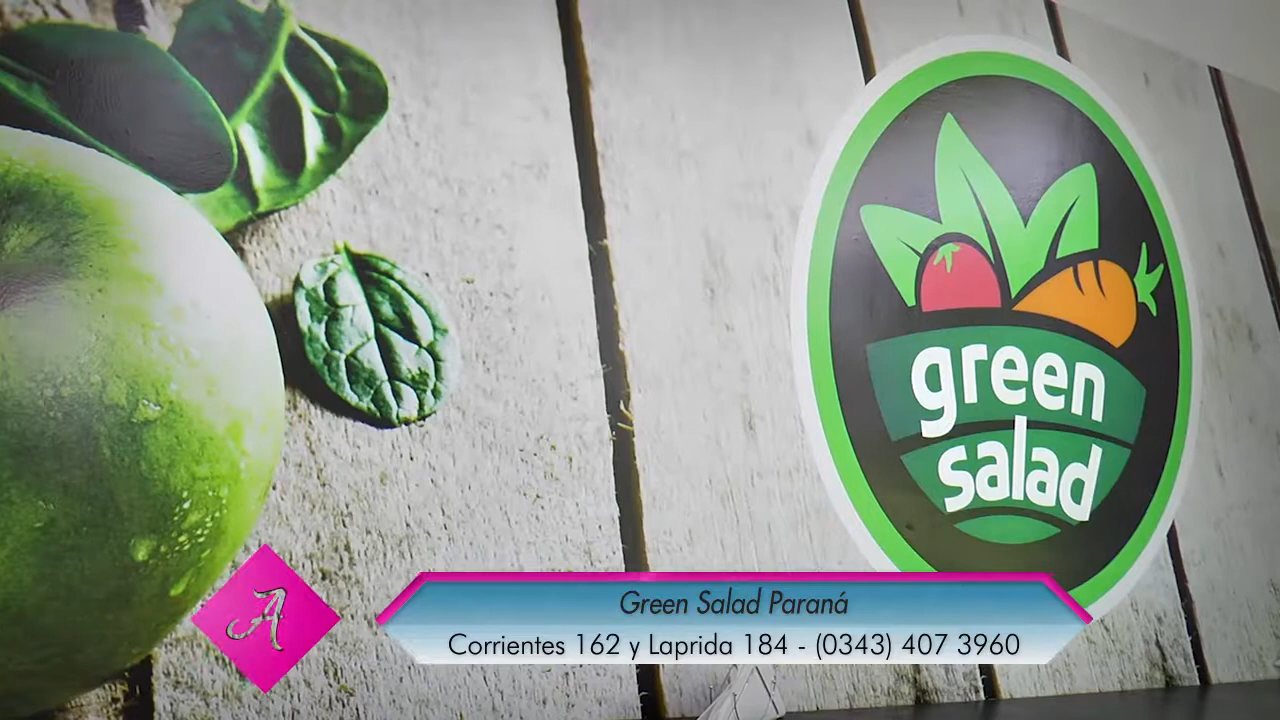 green
salad
A
Green Salad Paraná
Corrientes 162 y Laprida 184 - (0343) 407 3960